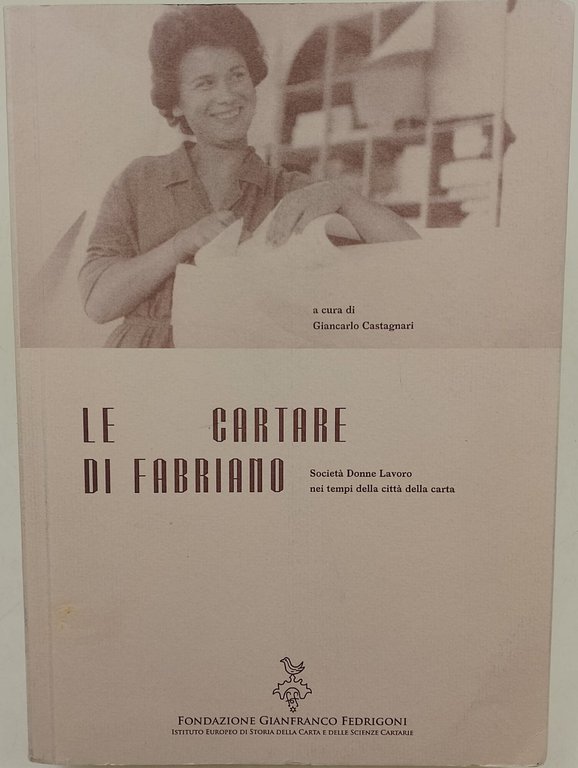 a cura di
Giancarlo Castagnari
LE CARTARE
DI FABRIANO
Società Donne Lavoro
nei tempi della città della carta
FONDAZIONE GIANFRANCO FEDRIGONI
ISTITUTO EUROPEO DI STORIA DELLA CARTA E DELLE SCIENZE CARTARIE